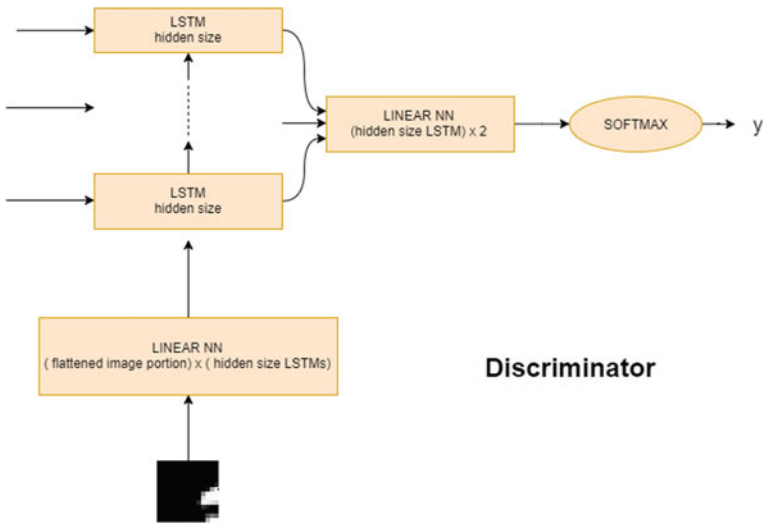 LSTM
hidden size
LINEAR NN
(hidden size LSTM) x 2
SOFTMAX
y
LSTM
hidden size
LINEAR NN
( flattened image portion) x ( hidden size LSTMs)
Discriminator